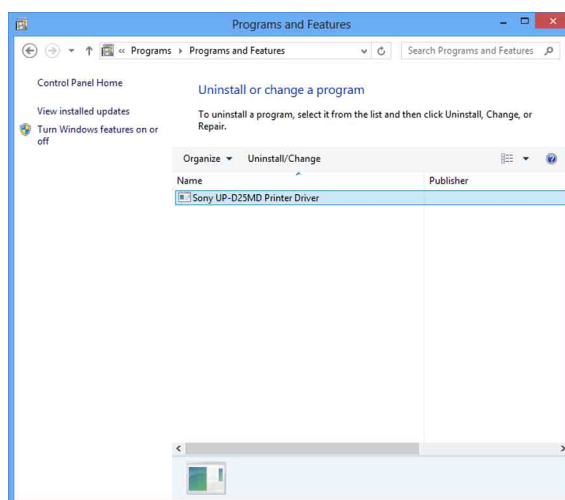 Programs and Features
« Programs › Programs and Features
Search Programs and Features
Control Panel Home
View installed updates
Turn Windows features on or
off
Uninstall or change a program
To uninstall a program, select it from the list and then click Uninstall, Change, or
Repair.
Organize Uninstall/Change
Name Publisher
Sony UP-D25MD Printer Driver